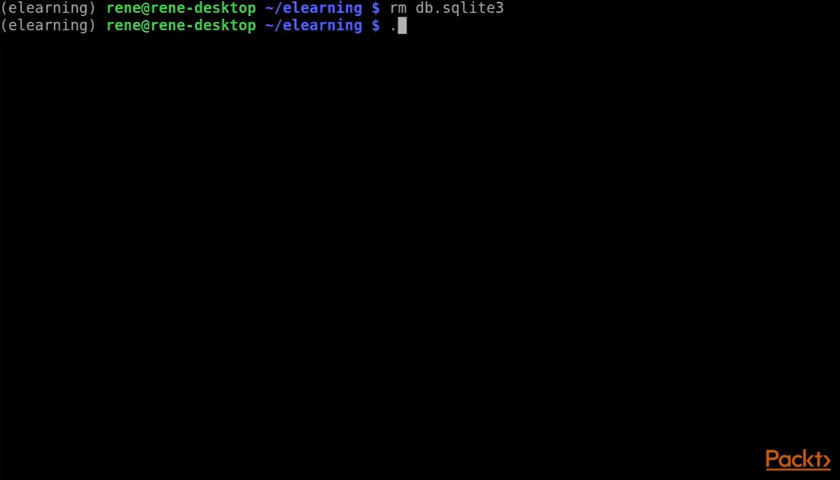 (elearning) rene@rene-desktop ~/elearning $ rm db.sqlite3
(elearning) rene@rene-desktop ~/elearning $ .
Packt>